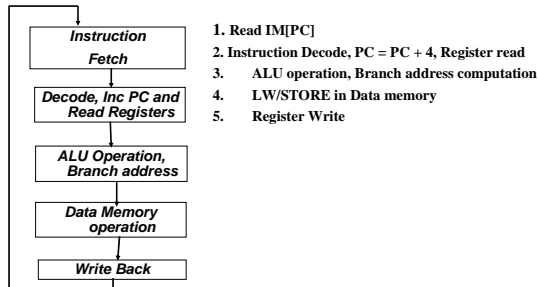 Instruction
Fetch
Decode, Inc PC and
Read Registers
ALU Operation,
Branch address
Data Memory
operation
Write Back
1. Read IM[PC]
2. Instruction Decode, PC = PC + 4, Register read
3. ALU operation, Branch address computation
4. LW/STORE in Data memory
5. Register Write